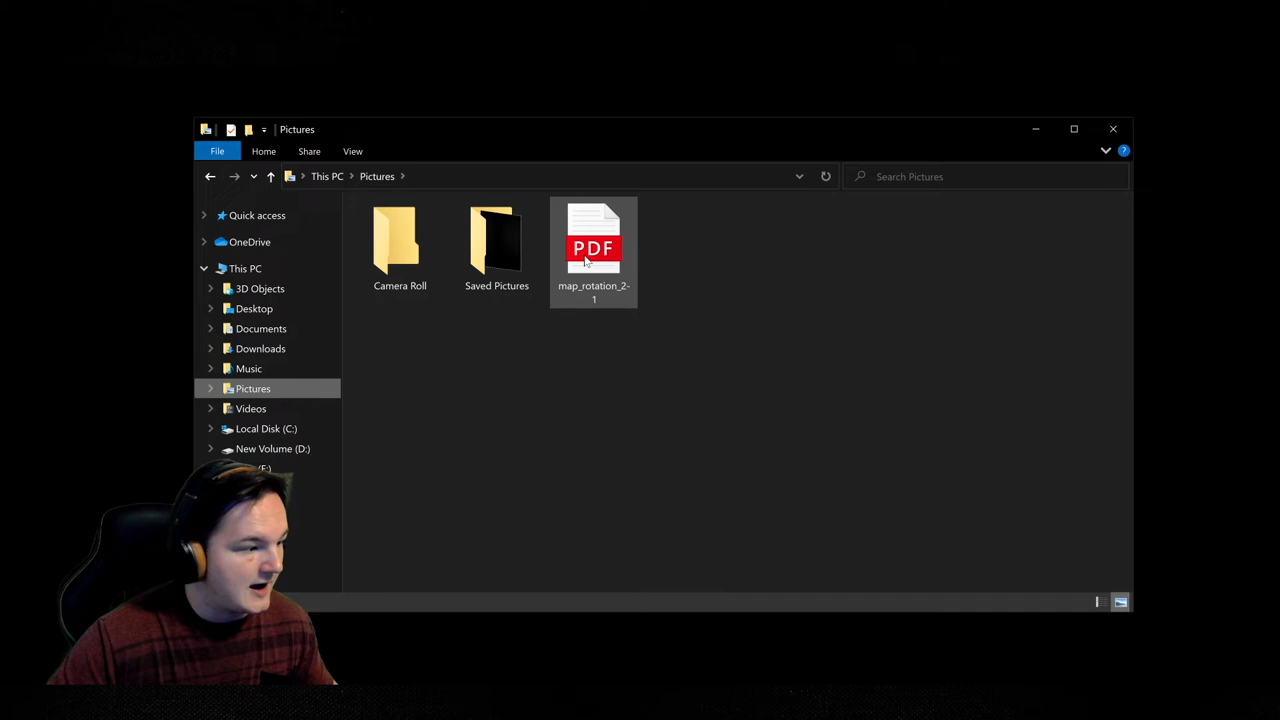 Pictures
File Home Share View
This PC Pictures
Search Pictures
Quick access
OneDrive
This PC
3D Objects
Desktop
Documents
Downloads
Music
Pictures
Videos
Local Disk (C:)
New Volume (D:)
(E:)
Camera Roll
Saved Pictures
PDF
map_rotation_2-
1